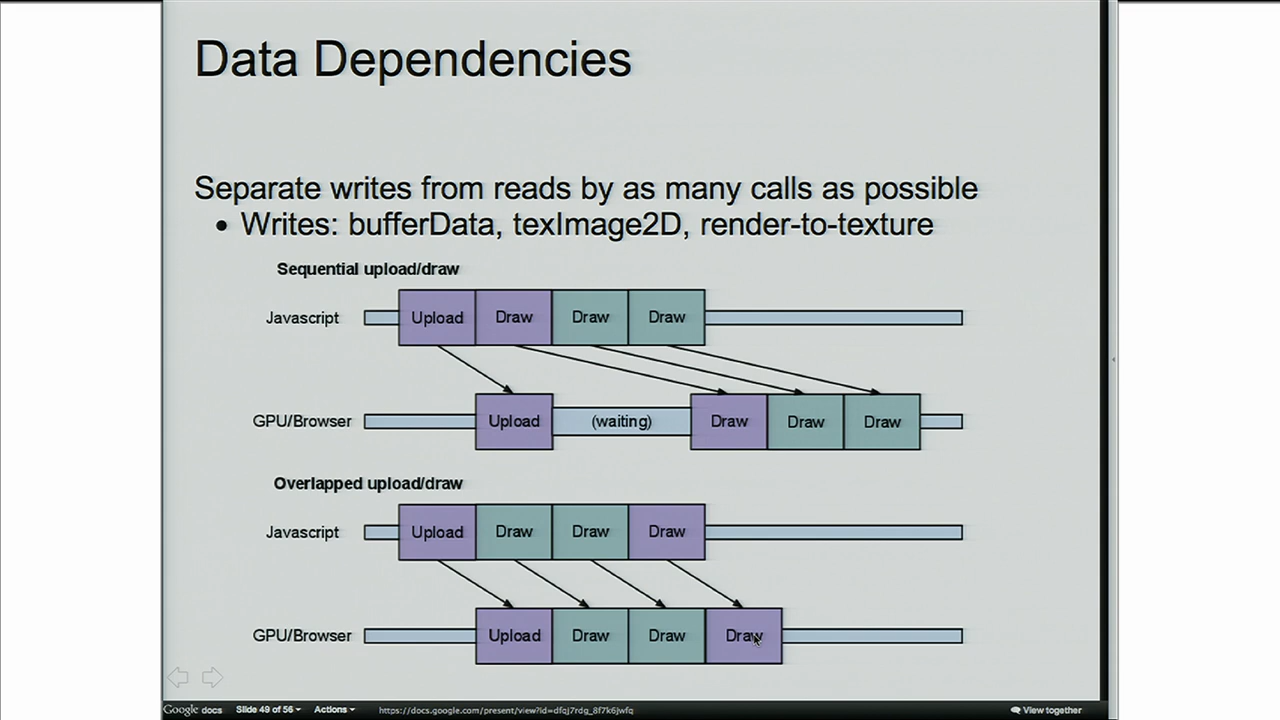 Data Dependencies
Separate writes from reads by as many calls as possible
• Writes: bufferData, texImage2D, render-to-texture
Sequential upload/draw
Javascript Upload Draw Draw Draw
GPU/Browser Upload (waiting) Draw Draw Draw
Overlapped upload/draw
Javascript Upload Draw Draw Draw
GPU/Browser Upload Draw Draw Draw
Google docs Slide 49 of 56 Actions https://docs.google.com/present/view?id=dfqj7rdg_8f7k6jwfq View together